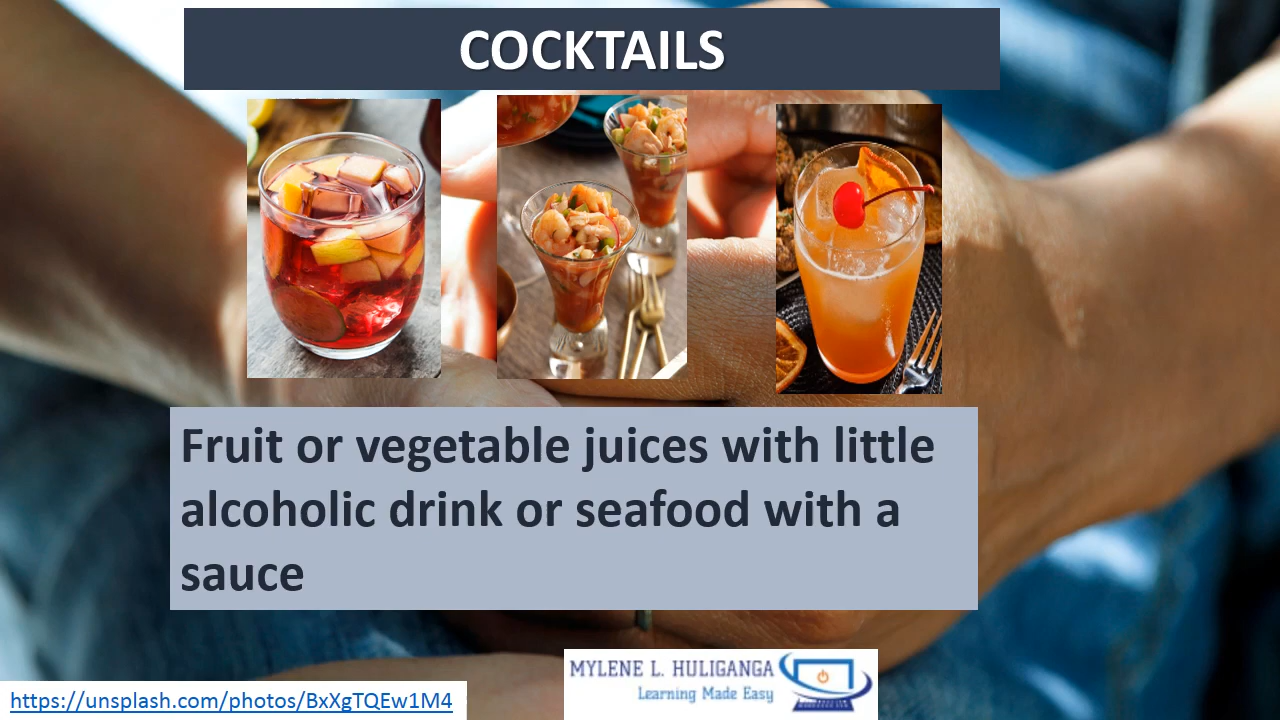 COCKTAILS
Fruit or vegetable juices with little
alcoholic drink or seafood with a
sauce
MYLENE L. HULIGANGA
Learning Made Easy
https://unsplash.com/photos/BxXgTQEw1M4